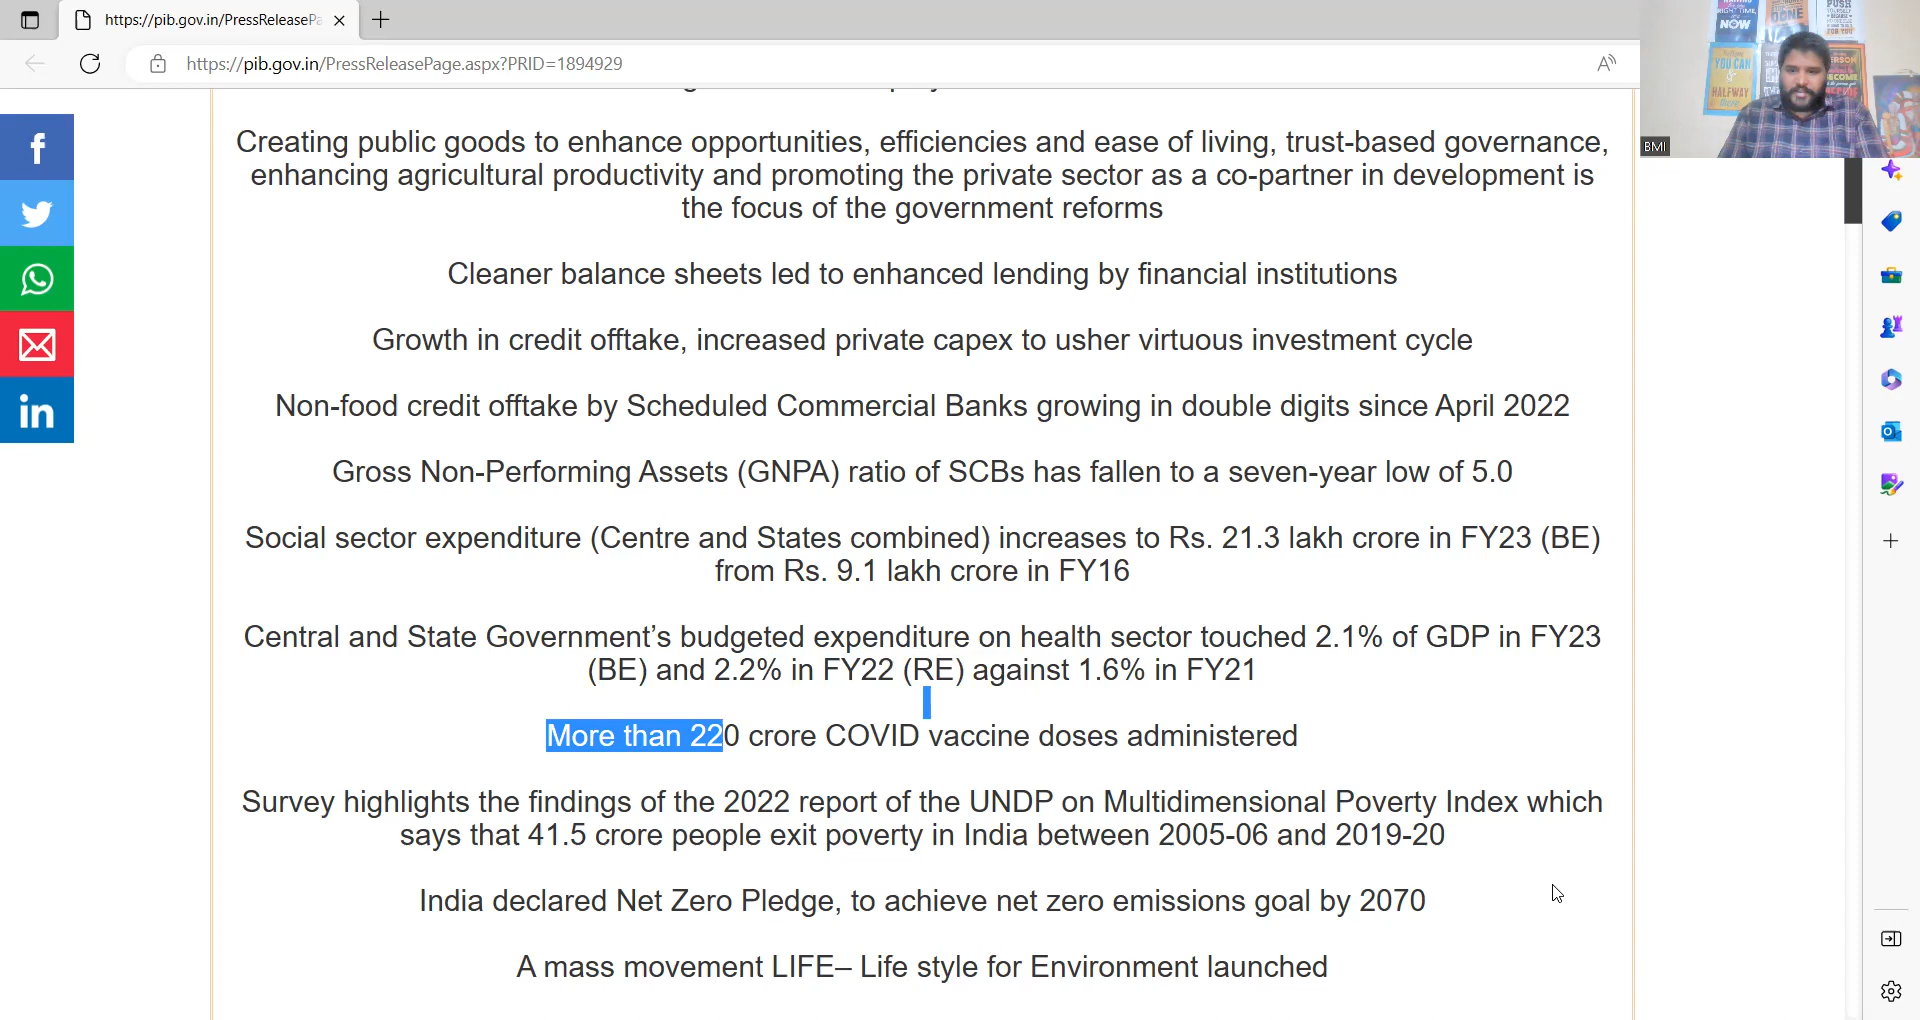 https://pib.gov.in/PressReleasePa
https://pib.gov.in/PressReleasePage.aspx?PRID=1894929
BMI
NOW
DONE
PUSH
YOURSELF
YOU CAN
HALFWAY
Creating public goods to enhance opportunities, efficiencies and ease of living, trust-based governance,
enhancing agricultural productivity and promoting the private sector as a co-partner in development is
the focus of the government reforms
Cleaner balance sheets led to enhanced lending by financial institutions
Growth in credit offtake, increased private capex to usher virtuous investment cycle
Non-food credit offtake by Scheduled Commercial Banks growing in double digits since April 2022
Gross Non-Performing Assets (GNPA) ratio of SCBs has fallen to a seven-year low of 5.0
Social sector expenditure (Centre and States combined) increases to Rs. 21.3 lakh crore in FY23 (BE)
from Rs. 9.1 lakh crore in FY16
Central and State Government’s budgeted expenditure on health sector touched 2.1% of GDP in FY23
(BE) and 2.2% in FY22 (RE) against 1.6% in FY21
More than 220 crore COVID vaccine doses administered
Survey highlights the findings of the 2022 report of the UNDP on Multidimensional Poverty Index which
says that 41.5 crore people exit poverty in India between 2005-06 and 2019-20
India declared Net Zero Pledge, to achieve net zero emissions goal by 2070
A mass movement LIFE– Life style for Environment launched